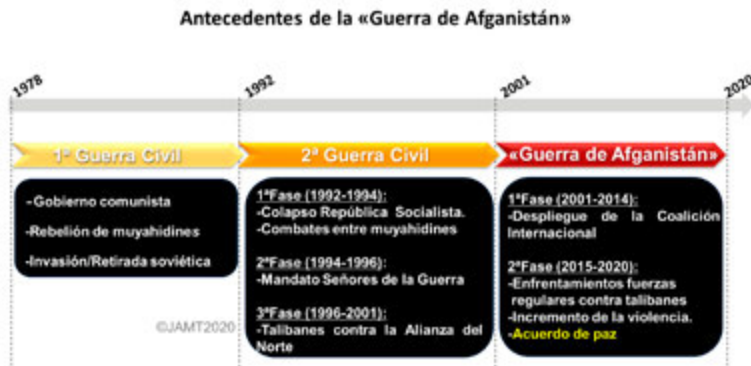 Antecedentes de la «Guerra de Afganistán»
1978
1992
2001
2020
1ª Guerra Civil
2ª Guerra Civil
«Guerra de Afganistán»
-Gobierno comunista
-Rebelión de muyahidines
-Invasión/Retirada soviética
1ªFase (1992-1994):
-Colapso República Socialista.
-Combates entre muyahidines
2ªFase (1994-1996):
-Mandato Señores de la Guerra
3ªFase (1996-2001):
-Talibanes contra la Alianza del
Norte
1ªFase (2001-2014):
-Despliegue de la Coalición
Internacional
2ªFase (2015-2020):
-Enfrentamientos fuerzas
regulares contra talibanes
-Incremento de la violencia.
-Acuerdo de paz
©JAMT2020